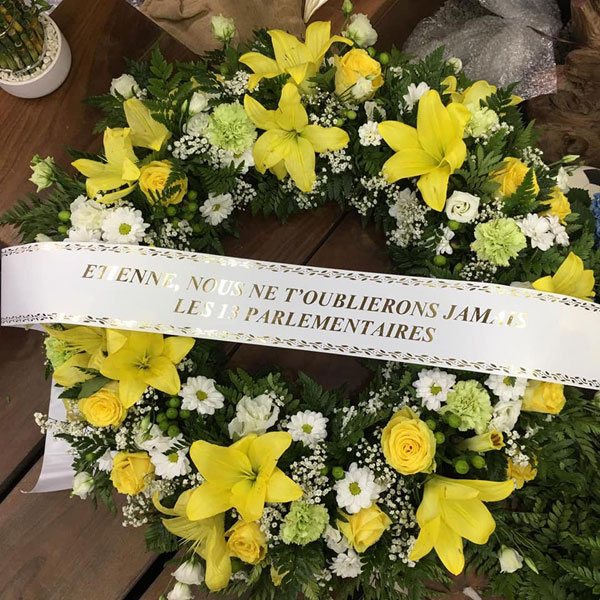 ETIENNE, NOUS NE T'OUBLIERONS JAMAIS
LES 13 PARLEMENTAIRES